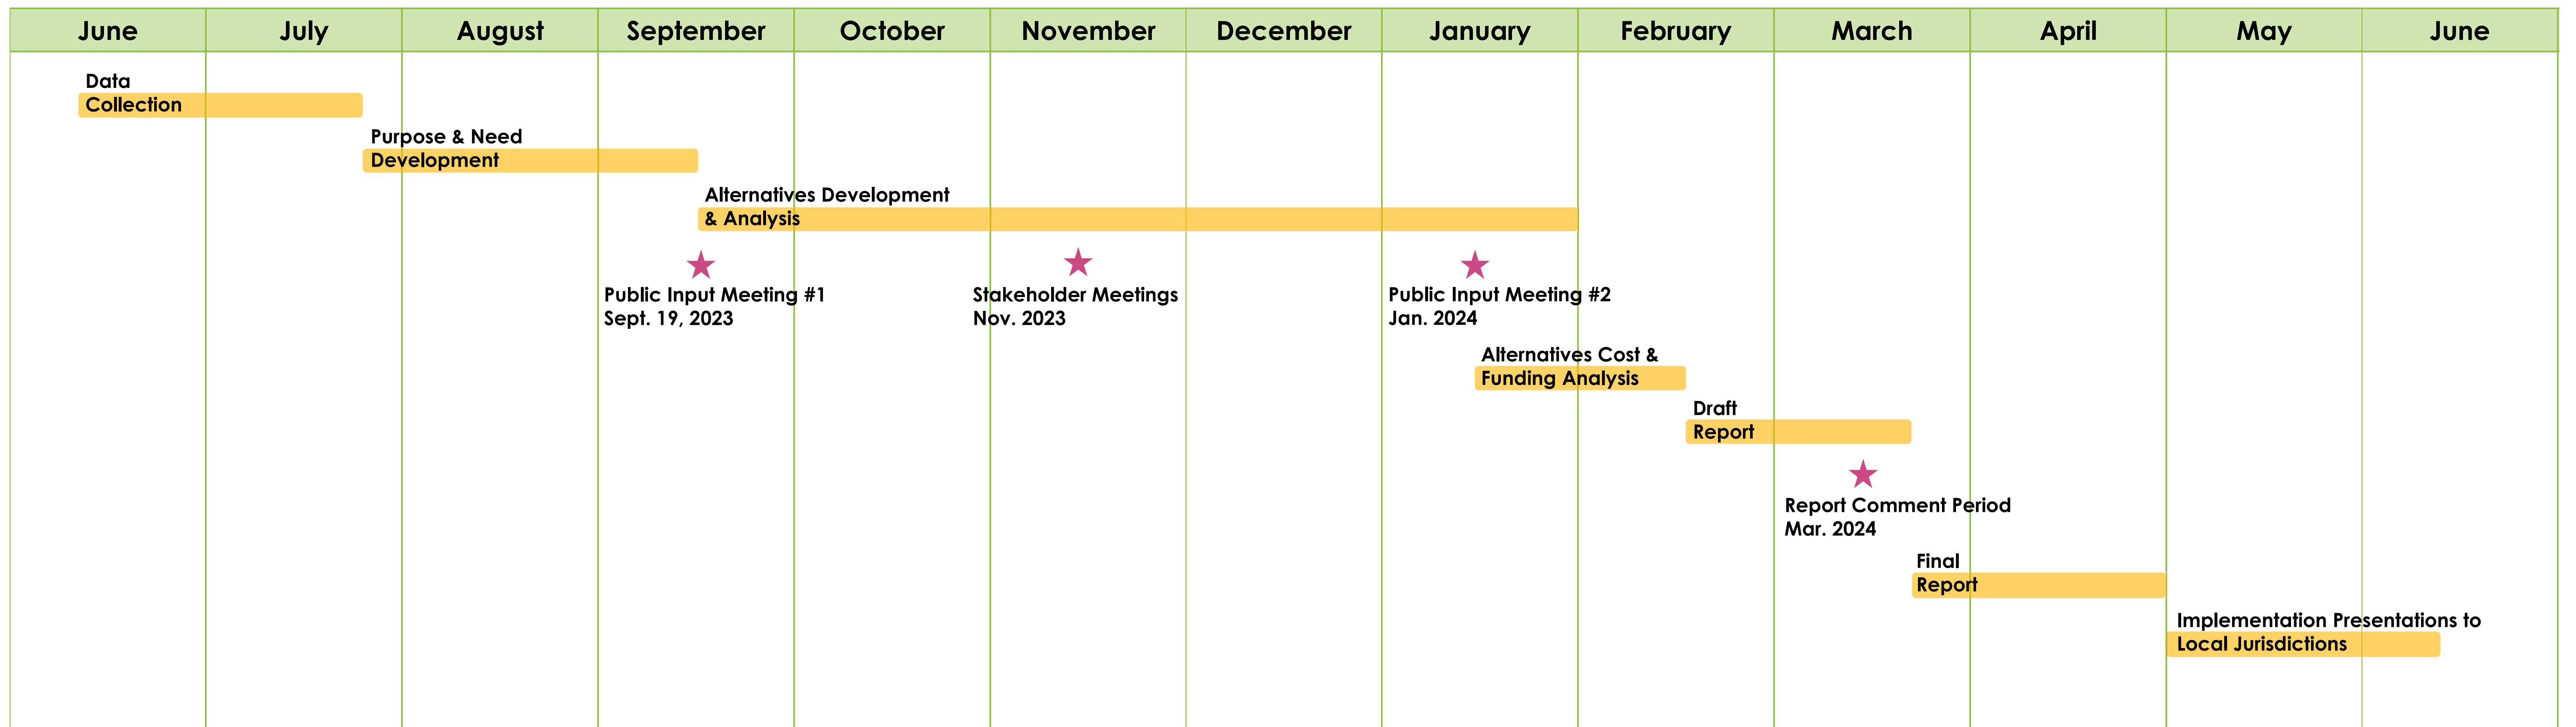 June July August September October November December January February March April May June
Data
Collection
Purpose & Need
Development
Alternatives Development
& Analysis
Public Input Meeting #1
Sept. 19, 2023
Stakeholder Meetings
Nov. 2023
Public Input Meeting #2
Jan. 2024
Alternatives Cost &
Funding Analysis
Draft
Report
Report Comment Period
Mar. 2024
Final
Report
Implementation Presentations to
Local Jurisdictions